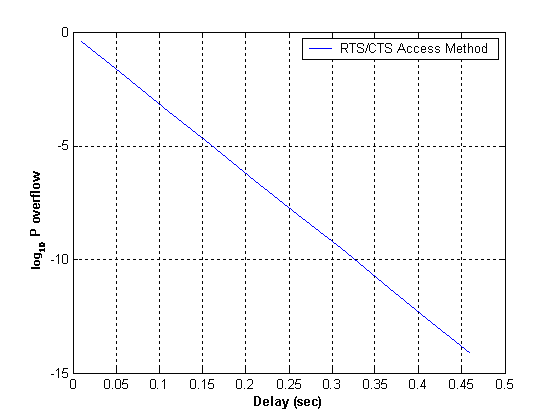 RTS/CTS Access Method
0
-5
-10
-15
log10 P overflow
0 0.05 0.1 0.15 0.2 0.25 0.3 0.35 0.4 0.45 0.5
Delay (sec)